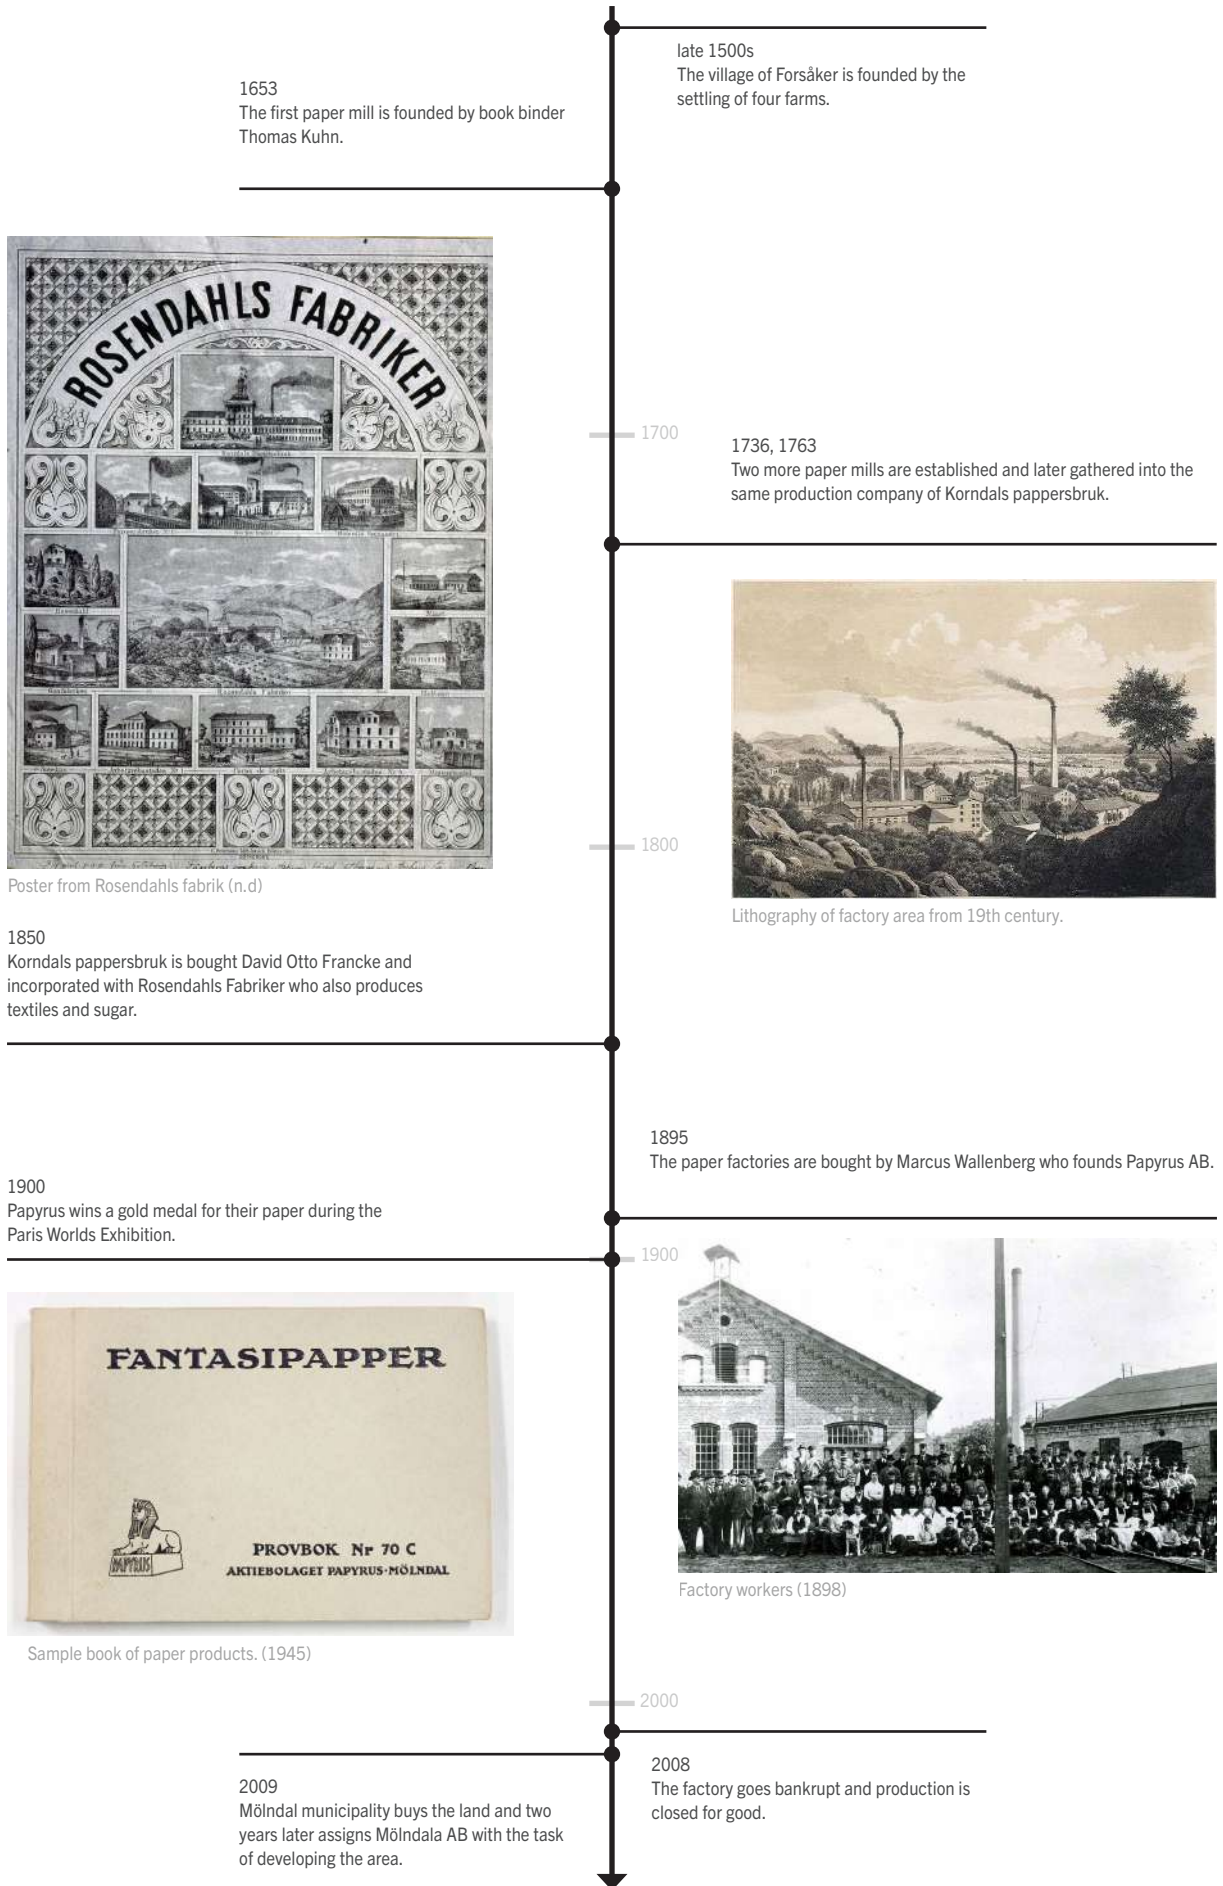 late 1500s
The village of Forsåker is founded by the
settling of four farms.
1653
The first paper mill is founded by book binder
Thomas Kuhn.
ROSENDAHLS FABRIKER
Rosendahl
Rosendahls Fabriker
Poster from Rosendahls fabrik (n.d)
1700
1736, 1763
Two more paper mills are established and later gathered into the
same production company of Korndals pappersbruk.
1800
Lithography of factory area from 19th century.
1850
Korndals pappersbruk is bought David Otto Francke and
incorporated with Rosendahls Fabriker who also produces
textiles and sugar.
1895
The paper factories are bought by Marcus Wallenberg who founds Papyrus AB.
1900
Papyrus wins a gold medal for their paper during the
Paris Worlds Exhibition.
1900
FANTASIPAPPER
PAPYRUS
PROVBOK Nr 70 C
AKTIEBOLAGET PAPYRUS·MÖLNDAL
Sample book of paper products. (1945)
Factory workers (1898)
2000
2008
The factory goes bankrupt and production is
closed for good.
2009
Mölndal municipality buys the land and two
years later assigns Mölndala AB with the task
of developing the area.